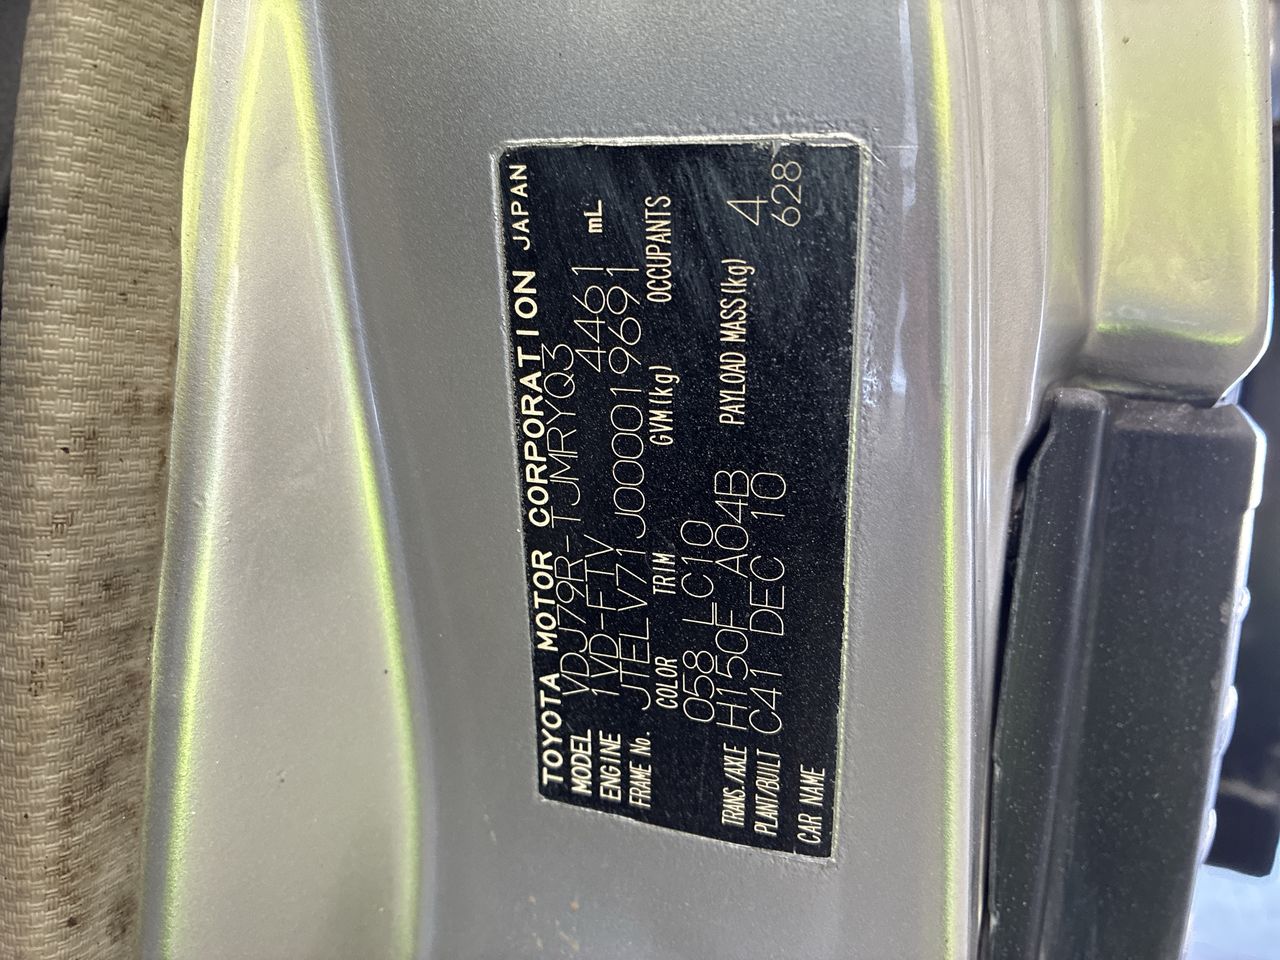 TOYOTA MOTOR CORPORATION JAPAN
MODEL VDJ79R-TJMRYQ3
ENGINE 1VD-FTV 4461 mL
FRAME No. JTELV71J000019691
COLOR TRIM GVM(kg) OCCUPANTS
058 LC10 4
TRANS./AXLE H150F A04B PAYLOAD MASS(kg) 628
PLANT/BUILT C41 DEC 10
CAR NAME